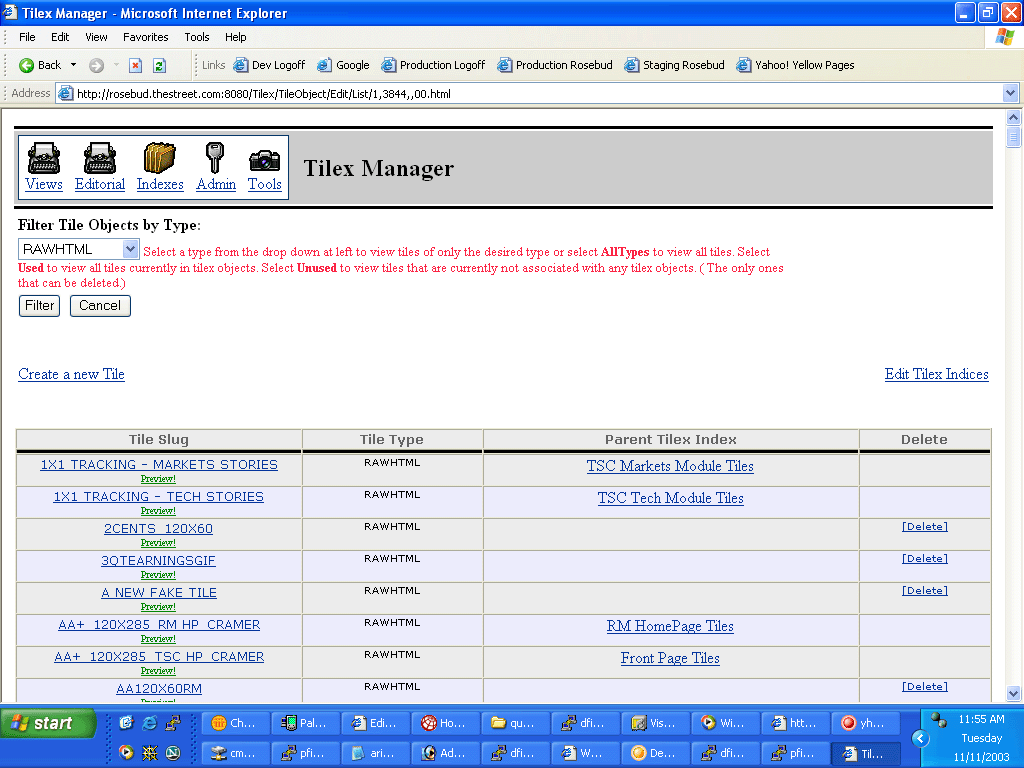 Tilex Manager - Microsoft Internet Explorer
File Edit View Favorites Tools Help
Back Links Dev Logoff Google Production Logoff Production Rosebud Staging Rosebud Yahoo! Yellow Pages
Address http://rosebud.thestreet.com:8080/Tilex/TileObject/Edit/List/1,3844,,00.html
Views Editorial Indexes Admin Tools
Tilex Manager
Filter Tile Objects by Type:
RAWHTML Select a type from the drop down at left to view tiles of only the desired type or select AllTypes to view all tiles. Select
Used to view all tiles currently in tilex objects. Select Unused to view tiles that are currently not associated with any tilex objects. ( The only ones
that can be deleted.)
Filter Cancel
Create a new Tile Edit Tilex Indices
Tile Slug Tile Type Parent Tilex Index Delete
1X1 TRACKING - MARKETS STORIES RAWHTML TSC Markets Module Tiles
Preview!
1X1 TRACKING - TECH STORIES RAWHTML TSC Tech Module Tiles
Preview!
2CENTS_120X60 RAWHTML [Delete]
Preview!
3QTEARNINGSGIF RAWHTML [Delete]
Preview!
A NEW FAKE TILE RAWHTML [Delete]
Preview!
AA+_120X285_RM HP_CRAMER RAWHTML RM HomePage Tiles
Preview!
AA+_120X285_TSC HP_CRAMER RAWHTML Front Page Tiles
Preview!
AA120X60RM RAWHTML [Delete]
Preview!
start Ch... Pal... Edi... Ho... qu... dfi... Vis... Wi... htt... yh... 11:55 AM
Tuesday
cm... pfi... ari... Ad... dfi... W... De... dfi... pfi... Til... 11/11/2003